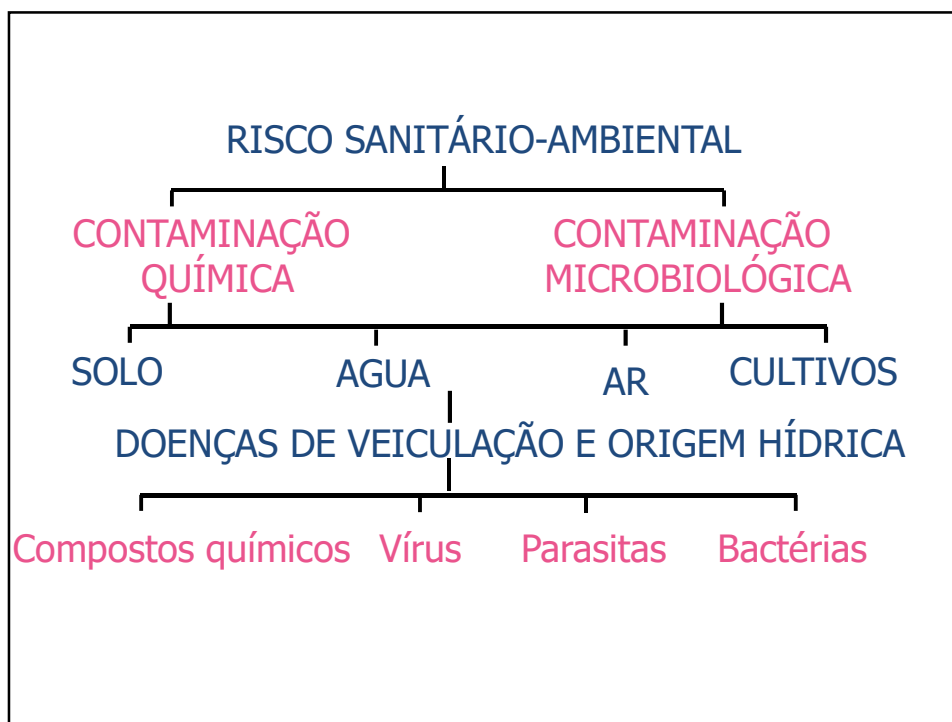 RISCO SANITÁRIO-AMBIENTAL
CONTAMINAÇÃO
QUÍMICA
CONTAMINAÇÃO
MICROBIOLÓGICA
SOLO
AGUA
AR
CULTIVOS
DOENÇAS DE VEICULAÇÃO E ORIGEM HÍDRICA
Compostos químicos
Vírus
Parasitas
Bactérias